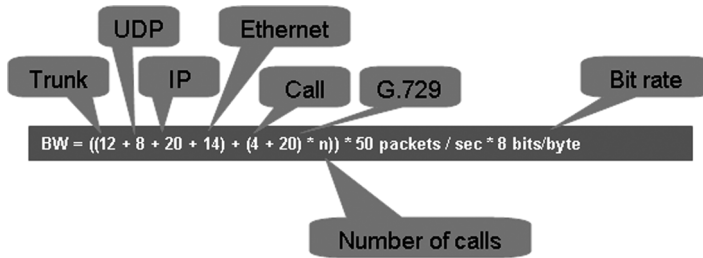 UDP
Ethernet
Trunk
IP
Call
G.729
Bit rate
BW = ((12 + 8 + 20 + 14) + (4 + 20) * n)) * 50 packets / sec * 8 bits/byte
Number of calls